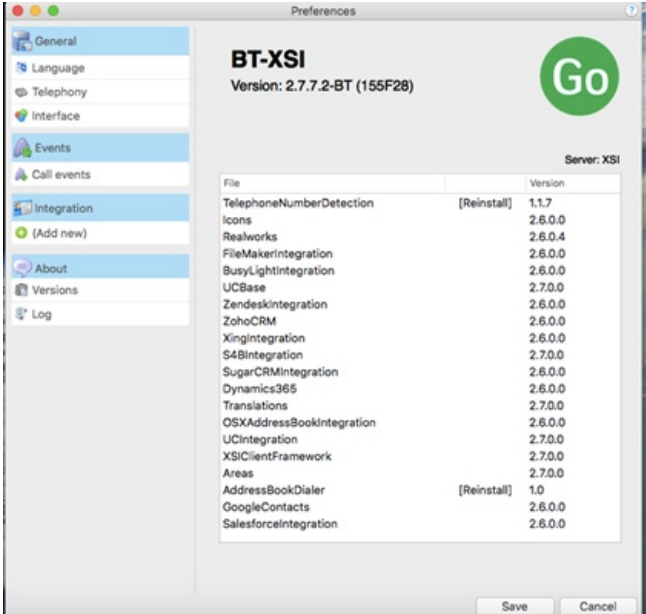 Preferences
?
General
Language
Telephony
Interface
Events
Call events
Integration
(Add new)
About
Versions
Log
BT-XSI
Version: 2.7.7.2-BT (155F28)
Go
Server: XSI
File Version
TelephoneNumberDetection [Reinstall] 1.1.7
Icons 2.6.0.0
Realworks 2.6.0.4
FileMakerIntegration 2.6.0.0
BusyLightIntegration 2.6.0.0
UCBase 2.7.0.0
ZendeskIntegration 2.6.0.0
ZohoCRM 2.6.0.0
XingIntegration 2.6.0.0
S4BIntegration 2.7.0.0
SugarCRMIntegration 2.6.0.0
Dynamics365 2.6.0.0
Translations 2.7.0.0
OSXAddressBookIntegration 2.6.0.0
UCIntegration 2.7.0.0
XSIClientFramework 2.7.0.0
Areas 2.7.0.0
AddressBookDialer [Reinstall] 1.0
GoogleContacts 2.6.0.0
SalesforceIntegration 2.6.0.0
Save Cancel